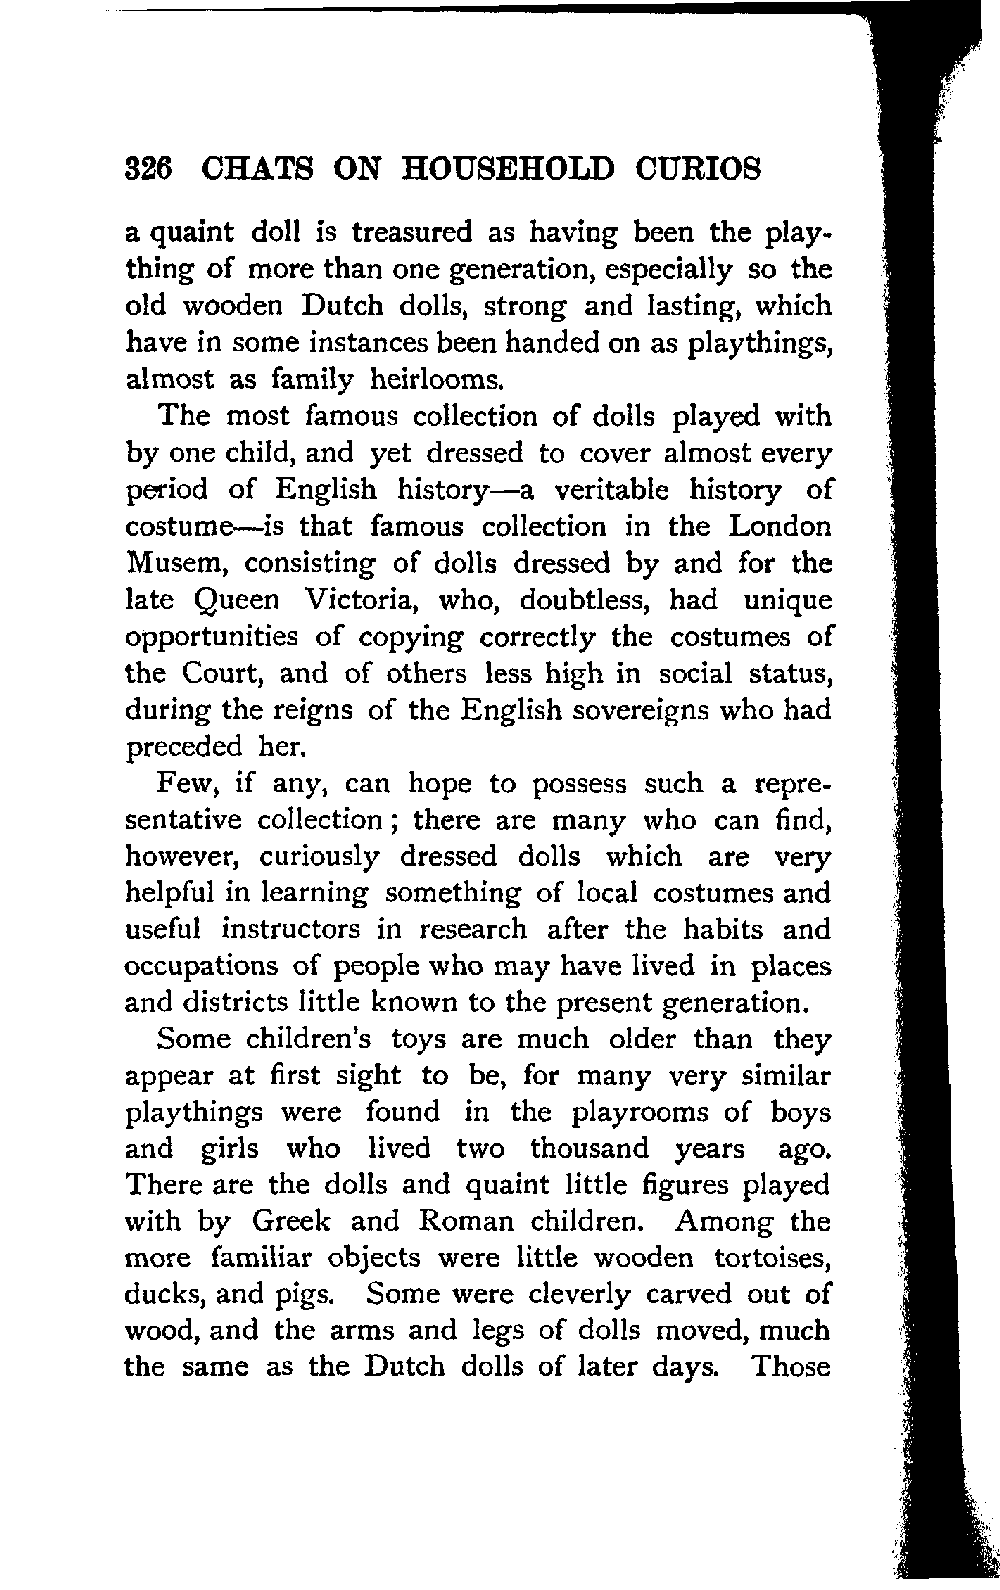 326 CHATS ON HOUSEHOLD CURIOS
a quaint doll is treasured as having been the play-
thing of more than one generation, especially so the
old wooden Dutch dolls, strong and lasting, which
have in some instances been handed on as playthings,
almost as family heirlooms.
The most famous collection of dolls played with
by one child, and yet dressed to cover almost every
period of English history—a veritable history of
costume—is that famous collection in the London
Musem, consisting of dolls dressed by and for the
late Queen Victoria, who, doubtless, had unique
opportunities of copying correctly the costumes of
the Court, and of others less high in social status,
during the reigns of the English sovereigns who had
preceded her.
Few, if any, can hope to possess such a repre-
sentative collection; there are many who can find,
however, curiously dressed dolls which are very
helpful in learning something of local costumes and
useful instructors in research after the habits and
occupations of people who may have lived in places
and districts little known to the present generation.
Some children's toys are much older than they
appear at first sight to be, for many very similar
playthings were found in the playrooms of boys
and girls who lived two thousand years ago.
There are the dolls and quaint little figures played
with by Greek and Roman children. Among the
more familiar objects were little wooden tortoises,
ducks, and pigs. Some were cleverly carved out of
wood, and the arms and legs of dolls moved, much
the same as the Dutch dolls of later days. Those